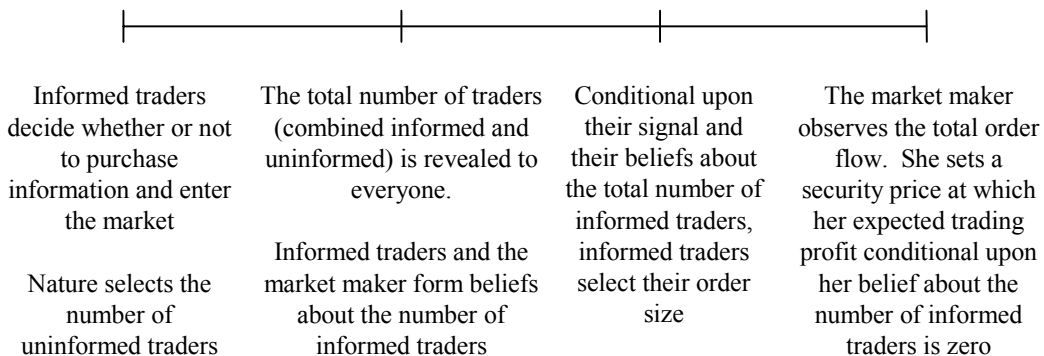 Informed traders
decide whether or not
to purchase
information and enter
the market
Nature selects the
number of
uninformed traders
The total number of traders
(combined informed and
uninformed) is revealed to
everyone.
Informed traders and the
market maker form beliefs
about the number of
informed traders
Conditional upon
their signal and
their beliefs about
the total number of
informed traders,
informed traders
select their order
size
The market maker
observes the total order
flow.  She sets a
security price at which
her expected trading
profit conditional upon
her belief about the
number of informed
traders is zero